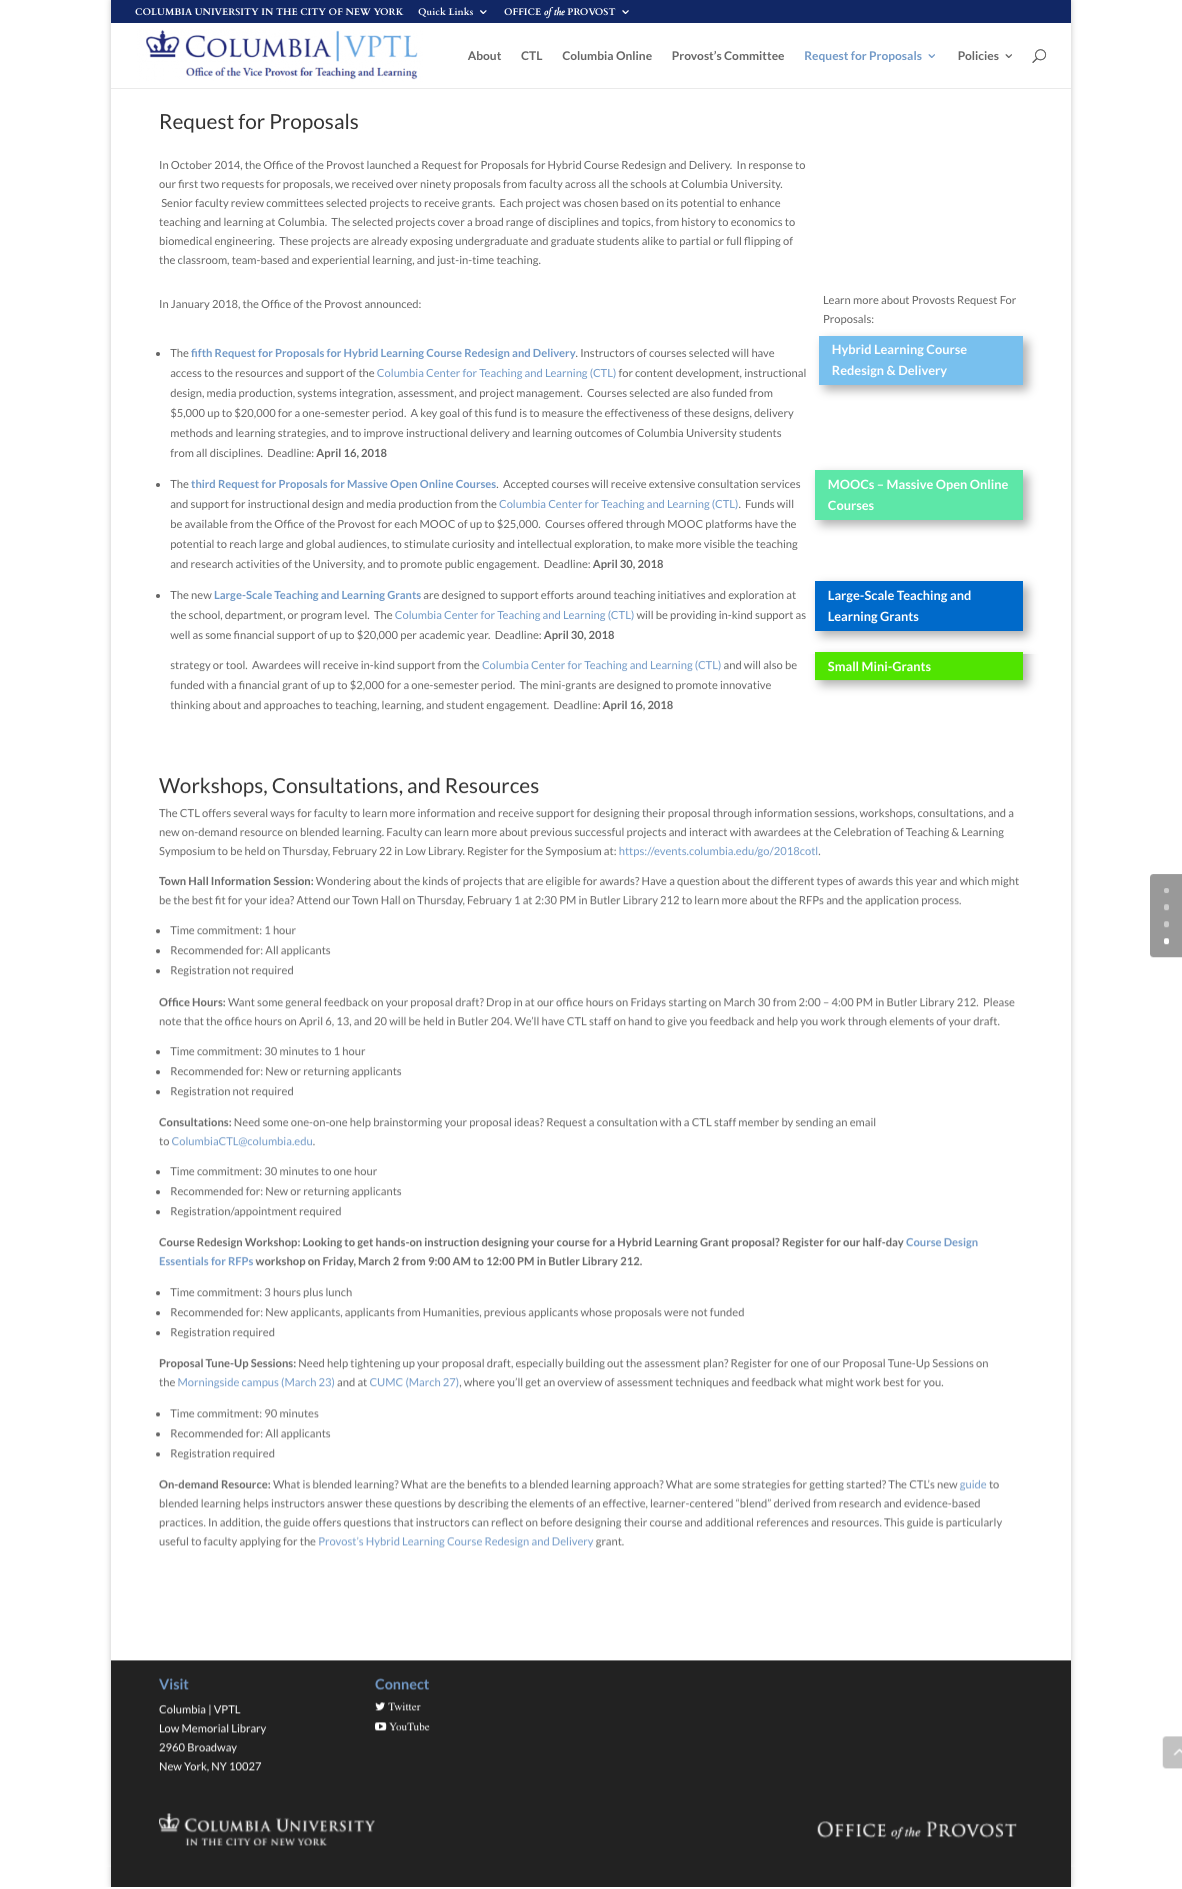 COLUMBIA UNIVERSITY IN THE CITY OF NEW YORK Quick Links OFFICE of the PROVOST
COLUMBIA | VPTL
Office of the Vice Provost for Teaching and Learning
About CTL Columbia Online Provost’s Committee Request for Proposals Policies
Request for Proposals
In October 2014, the Office of the Provost launched a Request for Proposals for Hybrid Course Redesign and Delivery. In response to
our first two requests for proposals, we received over ninety proposals from faculty across all the schools at Columbia University.
Senior faculty review committees selected projects to receive grants. Each project was chosen based on its potential to enhance
teaching and learning at Columbia. The selected projects cover a broad range of disciplines and topics, from history to economics to
biomedical engineering. These projects are already exposing undergraduate and graduate students alike to partial or full flipping of
the classroom, team-based and experiential learning, and just-in-time teaching.
In January 2018, the Office of the Provost announced:
• The fifth Request for Proposals for Hybrid Learning Course Redesign and Delivery. Instructors of courses selected will have
access to the resources and support of the Columbia Center for Teaching and Learning (CTL) for content development, instructional
design, media production, systems integration, assessment, and project management. Courses selected are also funded from
$5,000 up to $20,000 for a one-semester period. A key goal of this fund is to measure the effectiveness of these designs, delivery
methods and learning strategies, and to improve instructional delivery and learning outcomes of Columbia University students
from all disciplines. Deadline: April 16, 2018
• The third Request for Proposals for Massive Open Online Courses. Accepted courses will receive extensive consultation services
and support for instructional design and media production from the Columbia Center for Teaching and Learning (CTL). Funds will
be available from the Office of the Provost for each MOOC of up to $25,000. Courses offered through MOOC platforms have the
potential to reach large and global audiences, to stimulate curiosity and intellectual exploration, to make more visible the teaching
and research activities of the University, and to promote public engagement. Deadline: April 30, 2018
• The new Large-Scale Teaching and Learning Grants are designed to support efforts around teaching initiatives and exploration at
the school, department, or program level. The Columbia Center for Teaching and Learning (CTL) will be providing in-kind support as
well as some financial support of up to $20,000 per academic year. Deadline: April 30, 2018
strategy or tool. Awardees will receive in-kind support from the Columbia Center for Teaching and Learning (CTL) and will also be
funded with a financial grant of up to $2,000 for a one-semester period. The mini-grants are designed to promote innovative
thinking about and approaches to teaching, learning, and student engagement. Deadline: April 16, 2018
Learn more about Provosts Request For
Proposals:
Hybrid Learning Course
Redesign & Delivery
MOOCs – Massive Open Online
Courses
Large-Scale Teaching and
Learning Grants
Small Mini-Grants
Workshops, Consultations, and Resources
The CTL offers several ways for faculty to learn more information and receive support for designing their proposal through information sessions, workshops, consultations, and a
new on-demand resource on blended learning. Faculty can learn more about previous successful projects and interact with awardees at the Celebration of Teaching & Learning
Symposium to be held on Thursday, February 22 in Low Library. Register for the Symposium at: https://events.columbia.edu/go/2018cotl.
Town Hall Information Session: Wondering about the kinds of projects that are eligible for awards? Have a question about the different types of awards this year and which might
be the best fit for your idea? Attend our Town Hall on Thursday, February 1 at 2:30 PM in Butler Library 212 to learn more about the RFPs and the application process.
• Time commitment: 1 hour
• Recommended for: All applicants
• Registration not required
Office Hours: Want some general feedback on your proposal draft? Drop in at our office hours on Fridays starting on March 30 from 2:00 – 4:00 PM in Butler Library 212. Please
note that the office hours on April 6, 13, and 20 will be held in Butler 204. We’ll have CTL staff on hand to give you feedback and help you work through elements of your draft.
• Time commitment: 30 minutes to 1 hour
• Recommended for: New or returning applicants
• Registration not required
Consultations: Need some one-on-one help brainstorming your proposal ideas? Request a consultation with a CTL staff member by sending an email
to ColumbiaCTL@columbia.edu.
• Time commitment: 30 minutes to one hour
• Recommended for: New or returning applicants
• Registration/appointment required
Course Redesign Workshop: Looking to get hands-on instruction designing your course for a Hybrid Learning Grant proposal? Register for our half-day Course Design
Essentials for RFPs workshop on Friday, March 2 from 9:00 AM to 12:00 PM in Butler Library 212.
• Time commitment: 3 hours plus lunch
• Recommended for: New applicants, applicants from Humanities, previous applicants whose proposals were not funded
• Registration required
Proposal Tune-Up Sessions: Need help tightening up your proposal draft, especially building out the assessment plan? Register for one of our Proposal Tune-Up Sessions on
the Morningside campus (March 23) and at CUMC (March 27), where you’ll get an overview of assessment techniques and feedback what might work best for you.
• Time commitment: 90 minutes
• Recommended for: All applicants
• Registration required
On-demand Resource: What is blended learning? What are the benefits to a blended learning approach? What are some strategies for getting started? The CTL’s new guide to
blended learning helps instructors answer these questions by describing the elements of an effective, learner-centered “blend” derived from research and evidence-based
practices. In addition, the guide offers questions that instructors can reflect on before designing their course and additional references and resources. This guide is particularly
useful to faculty applying for the Provost’s Hybrid Learning Course Redesign and Delivery grant.
Visit
Columbia | VPTL
Low Memorial Library
2960 Broadway
New York, NY 10027
Connect
Twitter
YouTube
COLUMBIA UNIVERSITY
IN THE CITY OF NEW YORK
OFFICE of the PROVOST